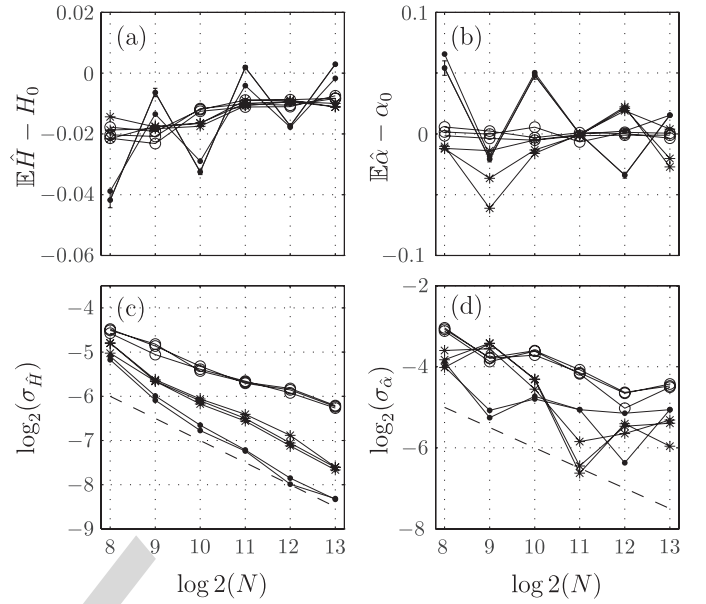 0.02
(a)
0
−0.02
−0.04
−0.06
𝔼Ĥ − H₀
0.1
(b)
0
−0.1
𝔼α̂ − α₀
−4
(c)
−5
−6
−7
−8
−9
log₂(σ_Ĥ)
8 9 10 11 12 13
log 2(N)
−2
(d)
−4
−6
−8
log₂(σ_α̂)
8 9 10 11 12 13
log 2(N)